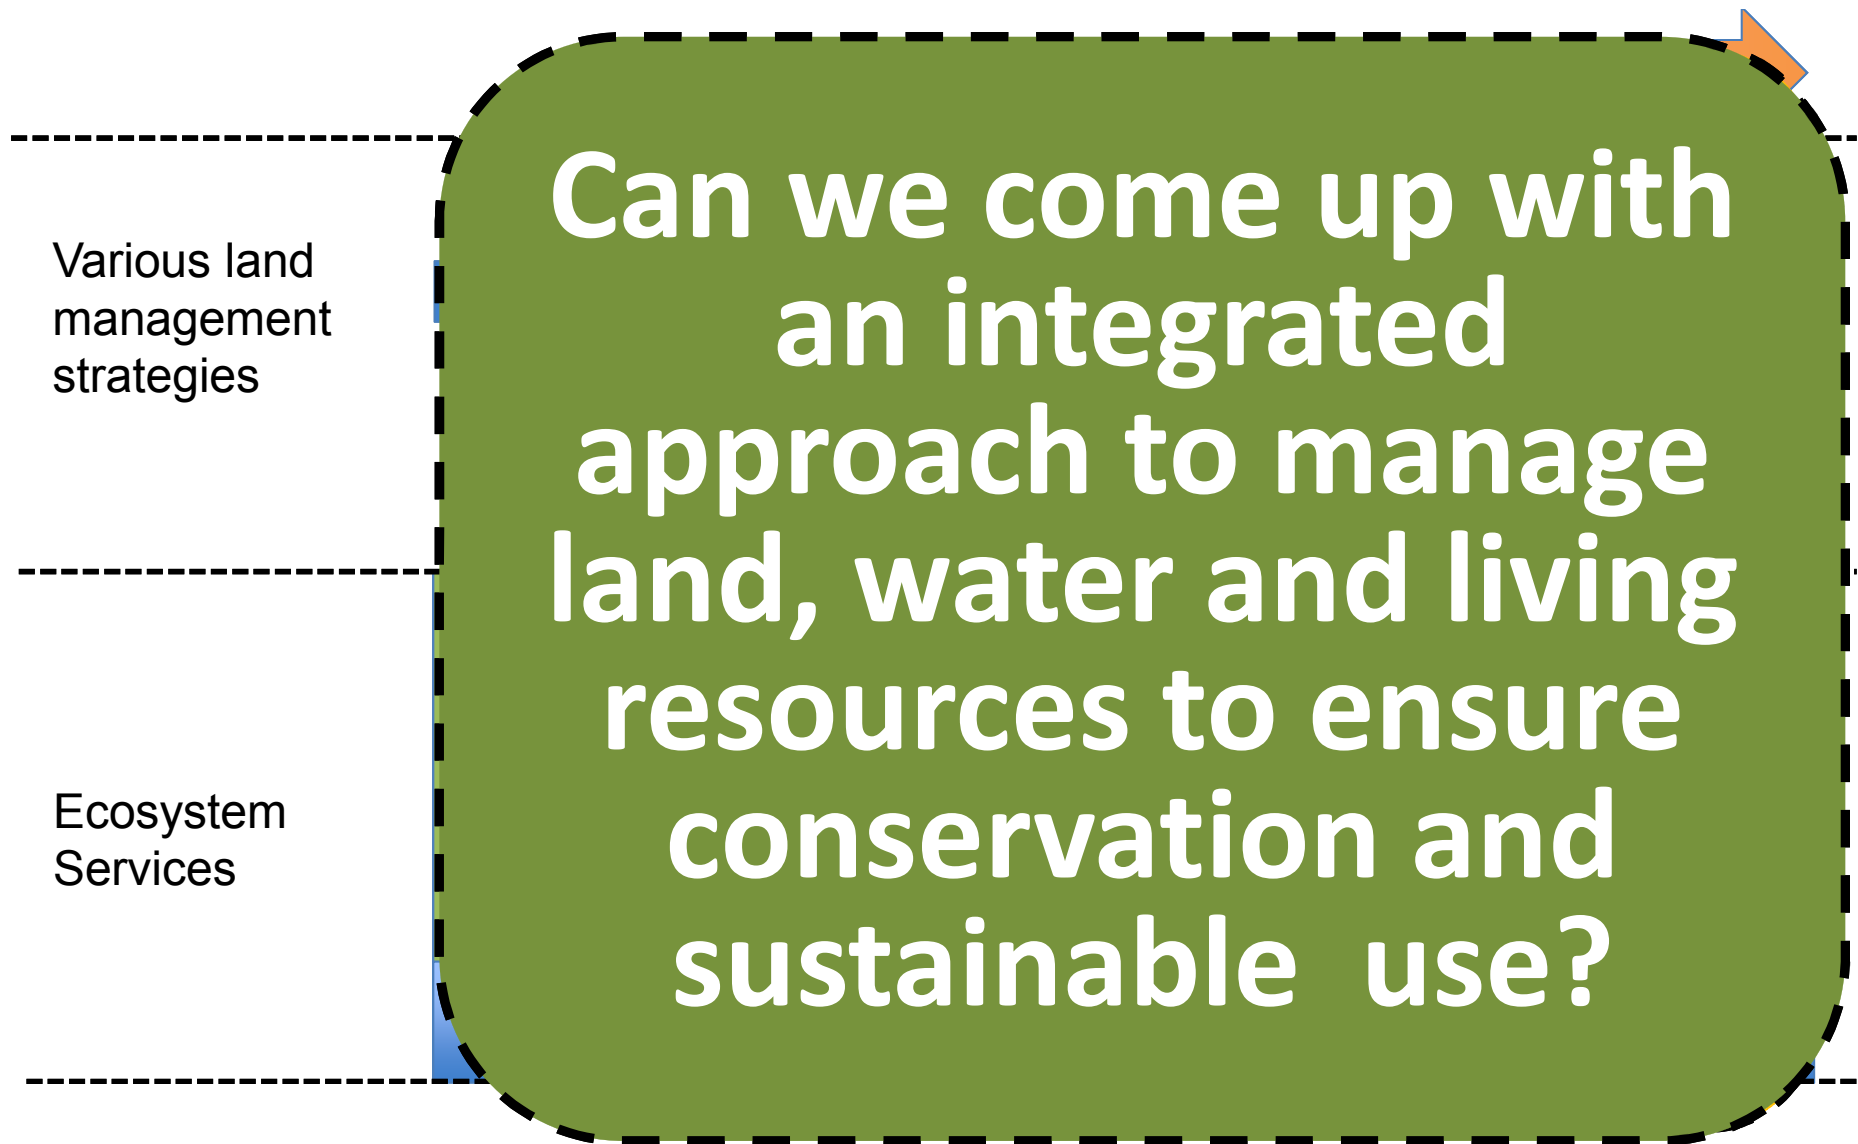 Various land
management
strategies
Ecosystem
Services
Can we come up with
an integrated
approach to manage
land, water and living
resources to ensure
conservation and
sustainable  use?